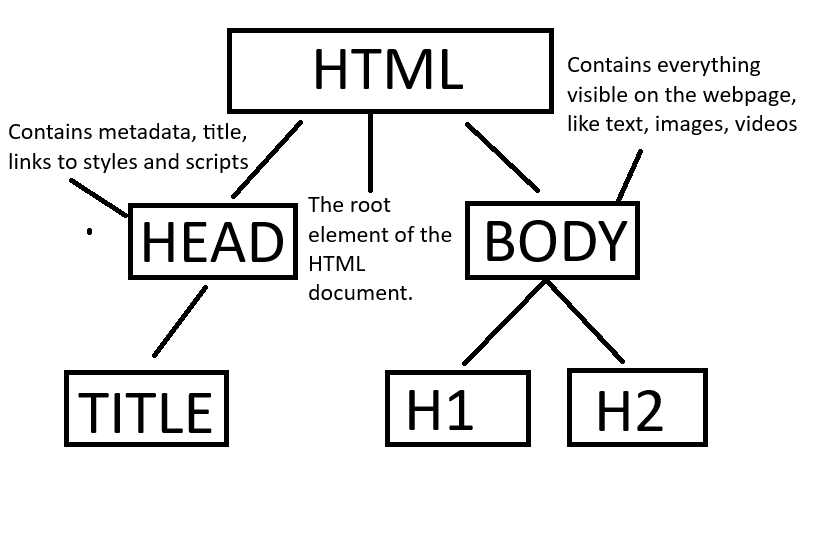 HTML
Contains everything
visible on the webpage,
like text, images, videos
Contains metadata, title,
links to styles and scripts
HEAD
The root
element of the
HTML
document.
BODY
TITLE
H1
H2